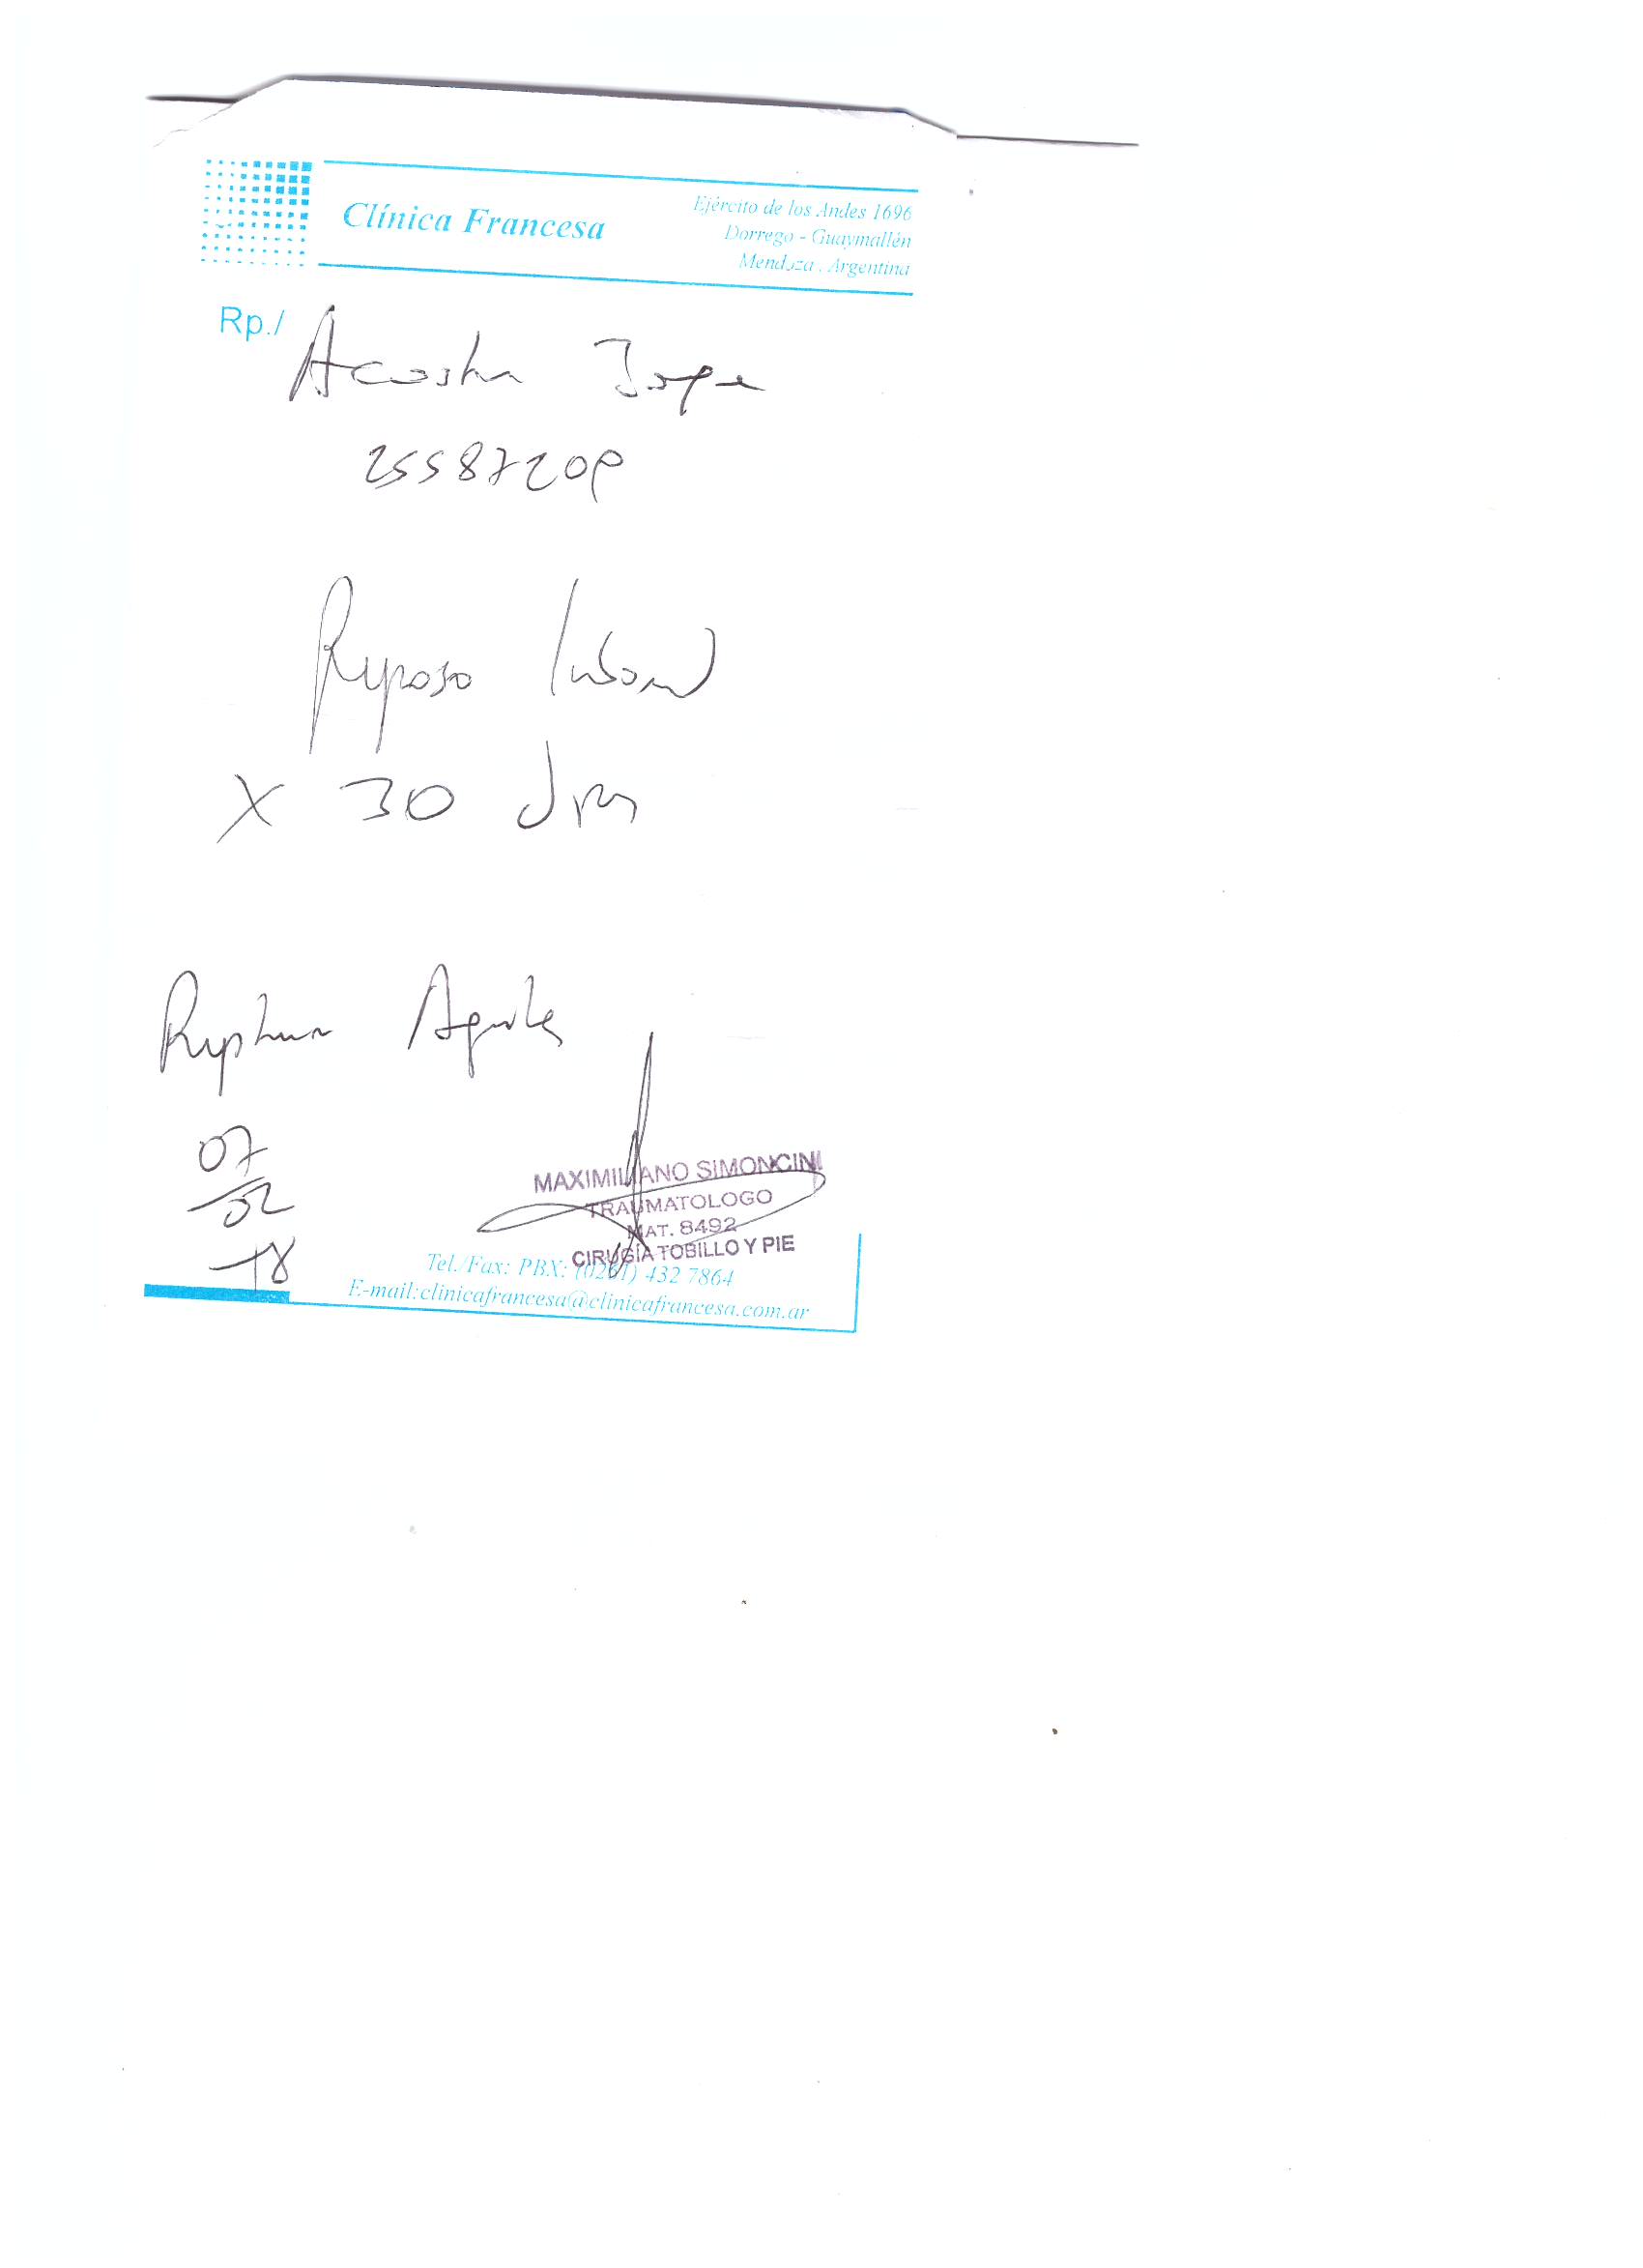 Clínica Francesa
Ejército de los Andes 1696
Dorrego - Guaymallén
Mendoza . Argentina
Rp./ Acosta Jorge
25587209
Reposo laboral
X 30 dias
Ruptura Aquiles
07
02
18
MAXIMILIANO SIMONCINI
TRAUMATOLOGO
MAT. 8492
CIRUGÍA TOBILLO Y PIE
Tel./Fax: PBX: (0261) 432 7864
E-mail:clinicafrancesa@clinicafrancesa.com.ar